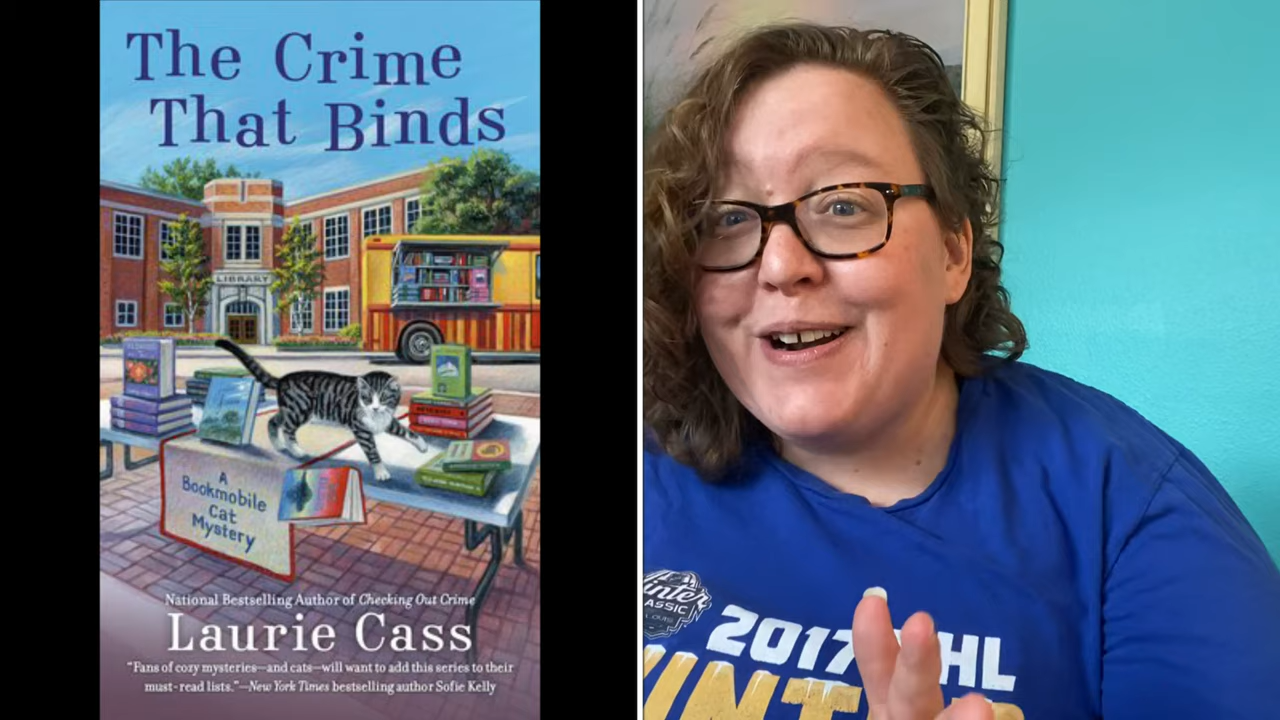 The Crime
That Binds
LIBRARY
A
Bookmobile
Cat
Mystery
National Bestselling Author of Checking Out Crime
Laurie Cass
"Fans of cozy mysteries—and cats—will want to add this series to their
must-read lists."—New York Times bestselling author Sofie Kelly
Winter
2017 HL